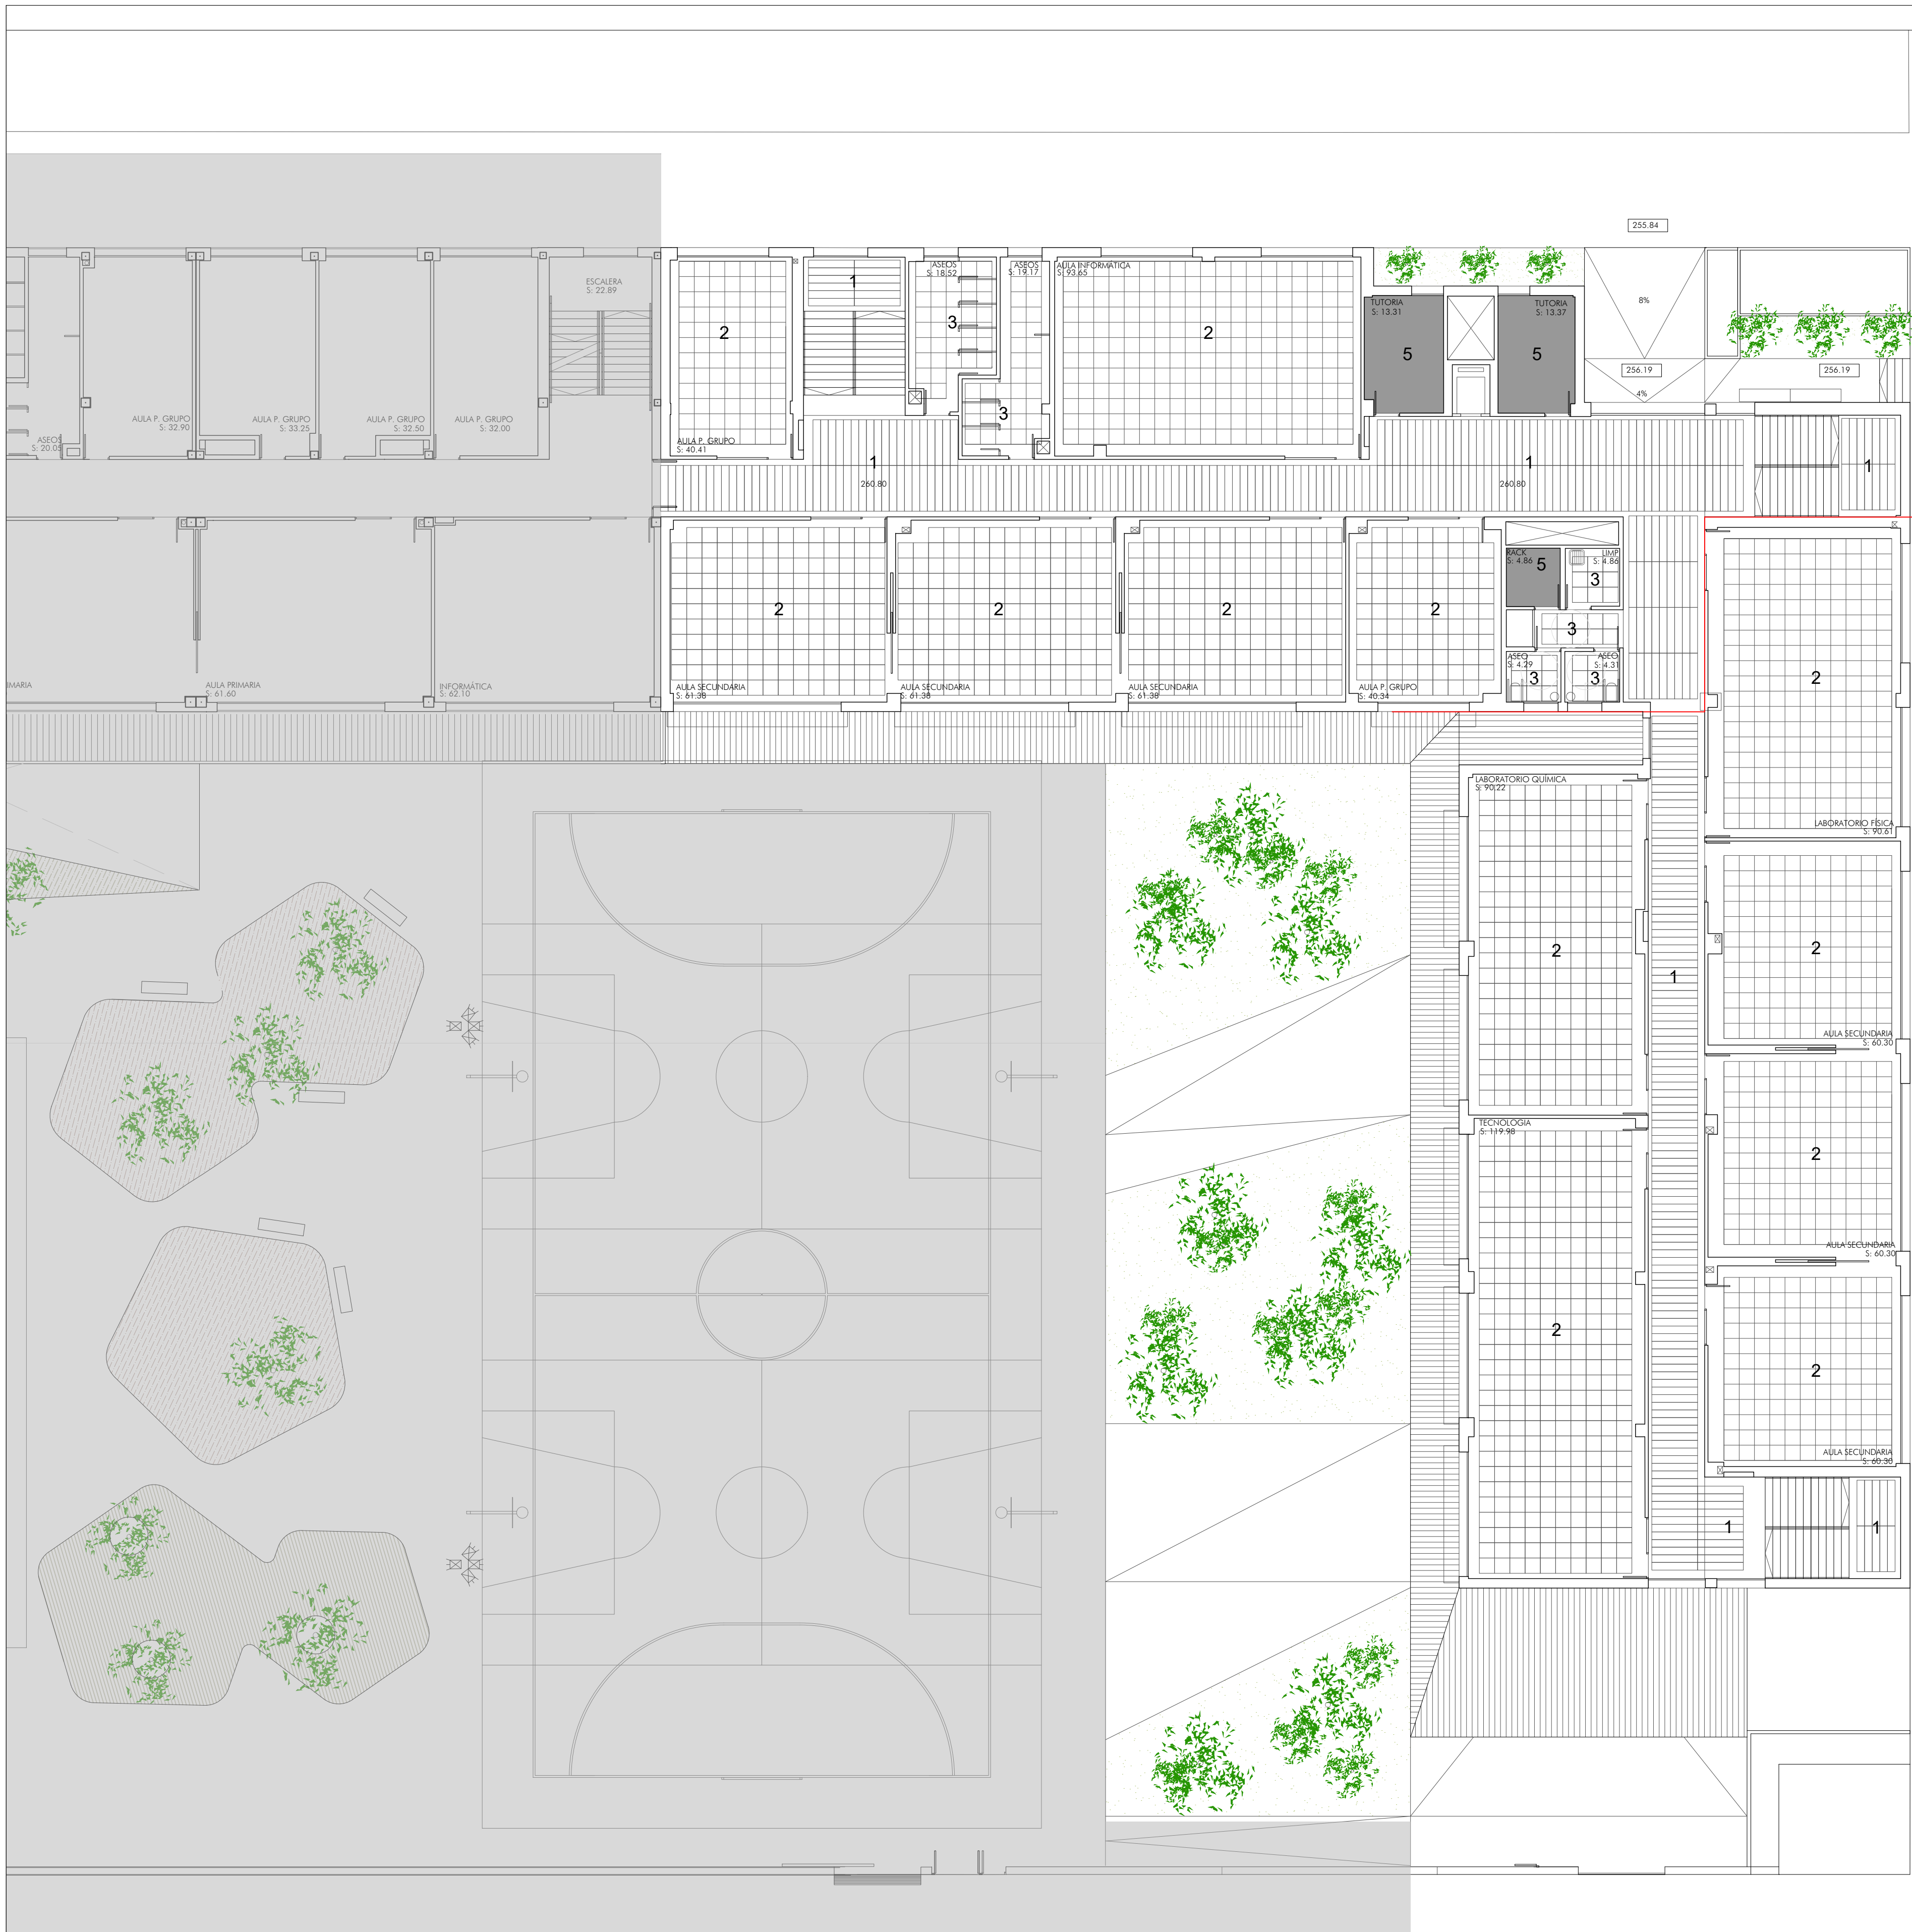 255.84
ESCALERA
S: 22.89
ASEOS
S: 18.52
ASEOS
S: 19.17
AULA INFORMÁTICA
S: 93.65
1
8%
TUTORIA
S: 13.31
TUTORIA
S: 13.37
3
2
2
5
5
256.19
256.19
4%
3
AULA P. GRUPO
S: 32.90
AULA P. GRUPO
S: 33.25
AULA P. GRUPO
S: 32.50
AULA P. GRUPO
S: 32.00
ASEOS
S: 20.05
AULA P. GRUPO
S: 40.41
1
1
1
260.80
260.80
RACK
S: 4.86
LIMP
S: 4.86
5
3
2
2
2
2
3
ASEO
S: 4.29
ASEO
S: 4.31
3
3
2
IMARIA
AULA PRIMARIA
S: 61.60
INFORMÁTICA
S: 62.10
AULA SECUNDARIA
S: 61.38
AULA SECUNDARIA
S: 61.38
AULA SECUNDARIA
S: 61.38
AULA P. GRUPO
S: 40.34
LABORATORIO QUÍMICA
S: 90.22
LABORATORIO FÍSICA
S: 90.61
2
1
2
AULA SECUNDARIA
S: 60.30
TECNOLOGIA
S: 119.98
2
AULA SECUNDARIA
S: 60.30
2
2
AULA SECUNDARIA
S: 60.30
1
1